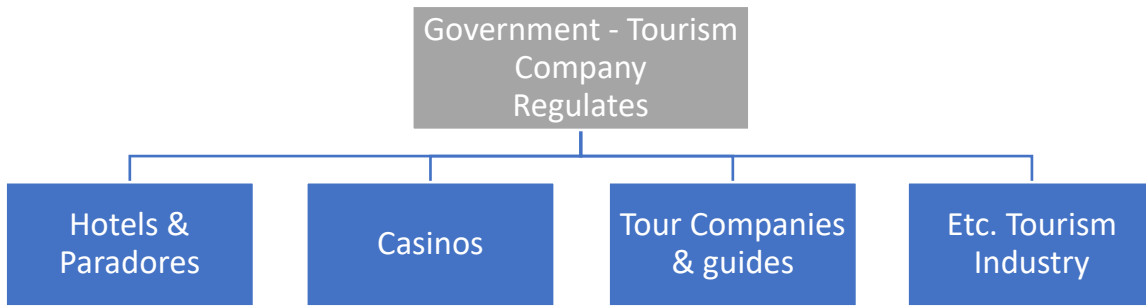 Government - Tourism
Company
Regulates
Hotels &
Paradores
Casinos
Tour Companies
& guides
Etc. Tourism
Industry